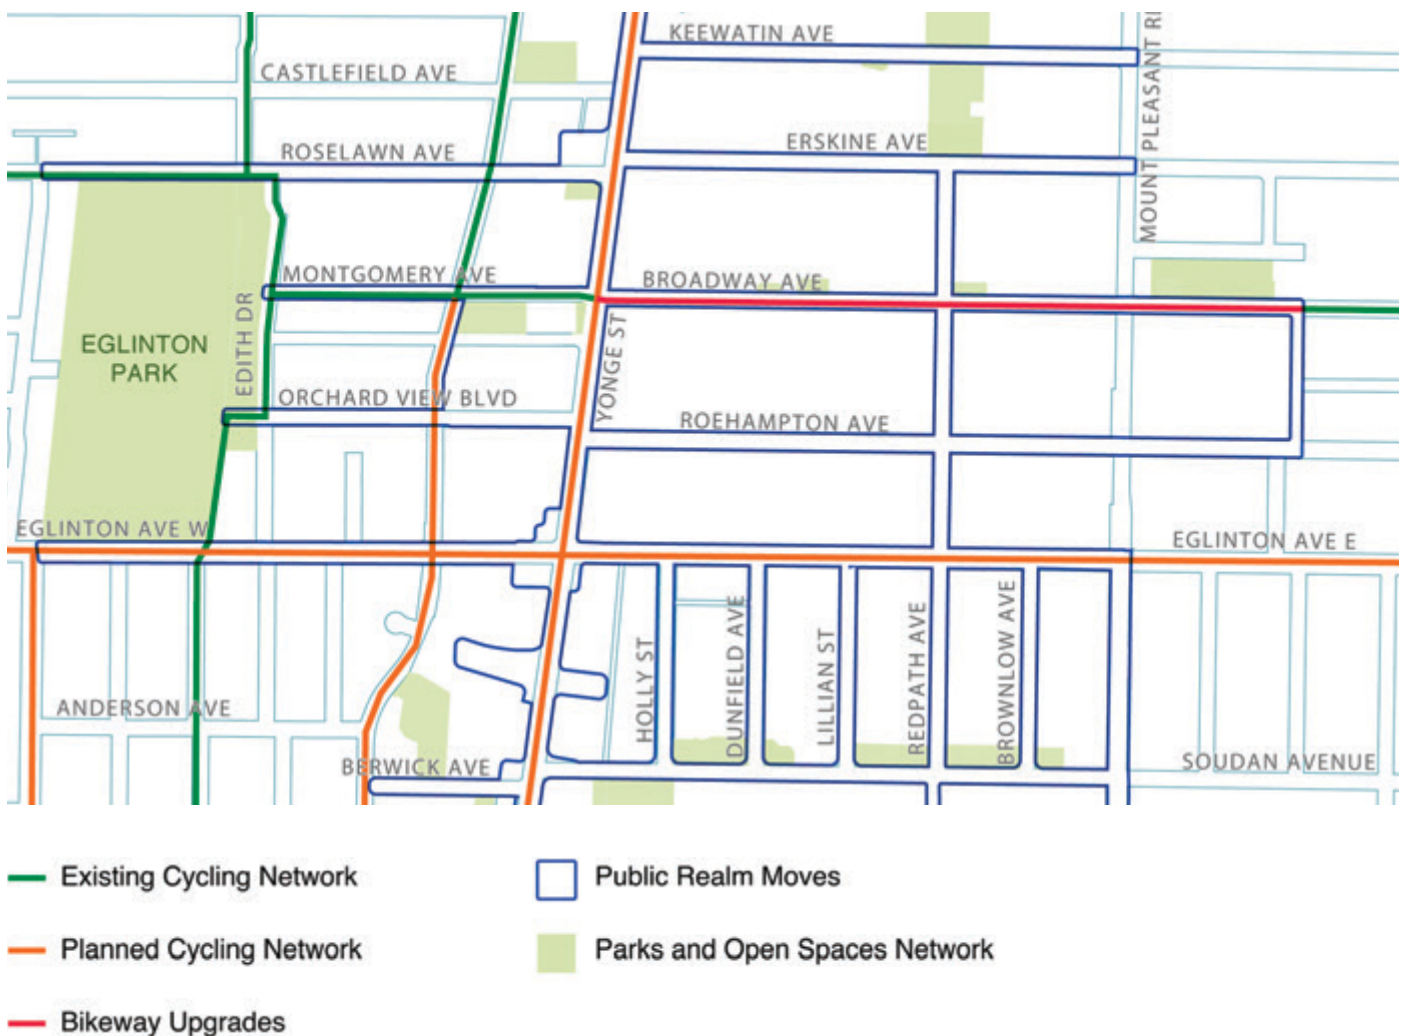 KEEWATIN AVE
CASTLEFIELD AVE
MOUNT PLEASANT RI
ERSKINE AVE
ROSELAWN AVE
MONTGOMERY AVE
BROADWAY AVE
EDITH DR
EGLINTON
PARK
YONGE ST
ORCHARD VIEW BLVD
ROEHAMPTON AVE
EGLINTON AVE W
EGLINTON AVE E
HOLLY ST
DUNFIELD AVE
LILLIAN ST
REDPATH AVE
BROWNLOW AVE
ANDERSON AVE
BERWICK AVE
SOUDAN AVENUE
Existing Cycling Network
Public Realm Moves
Planned Cycling Network
Parks and Open Spaces Network
Bikeway Upgrades